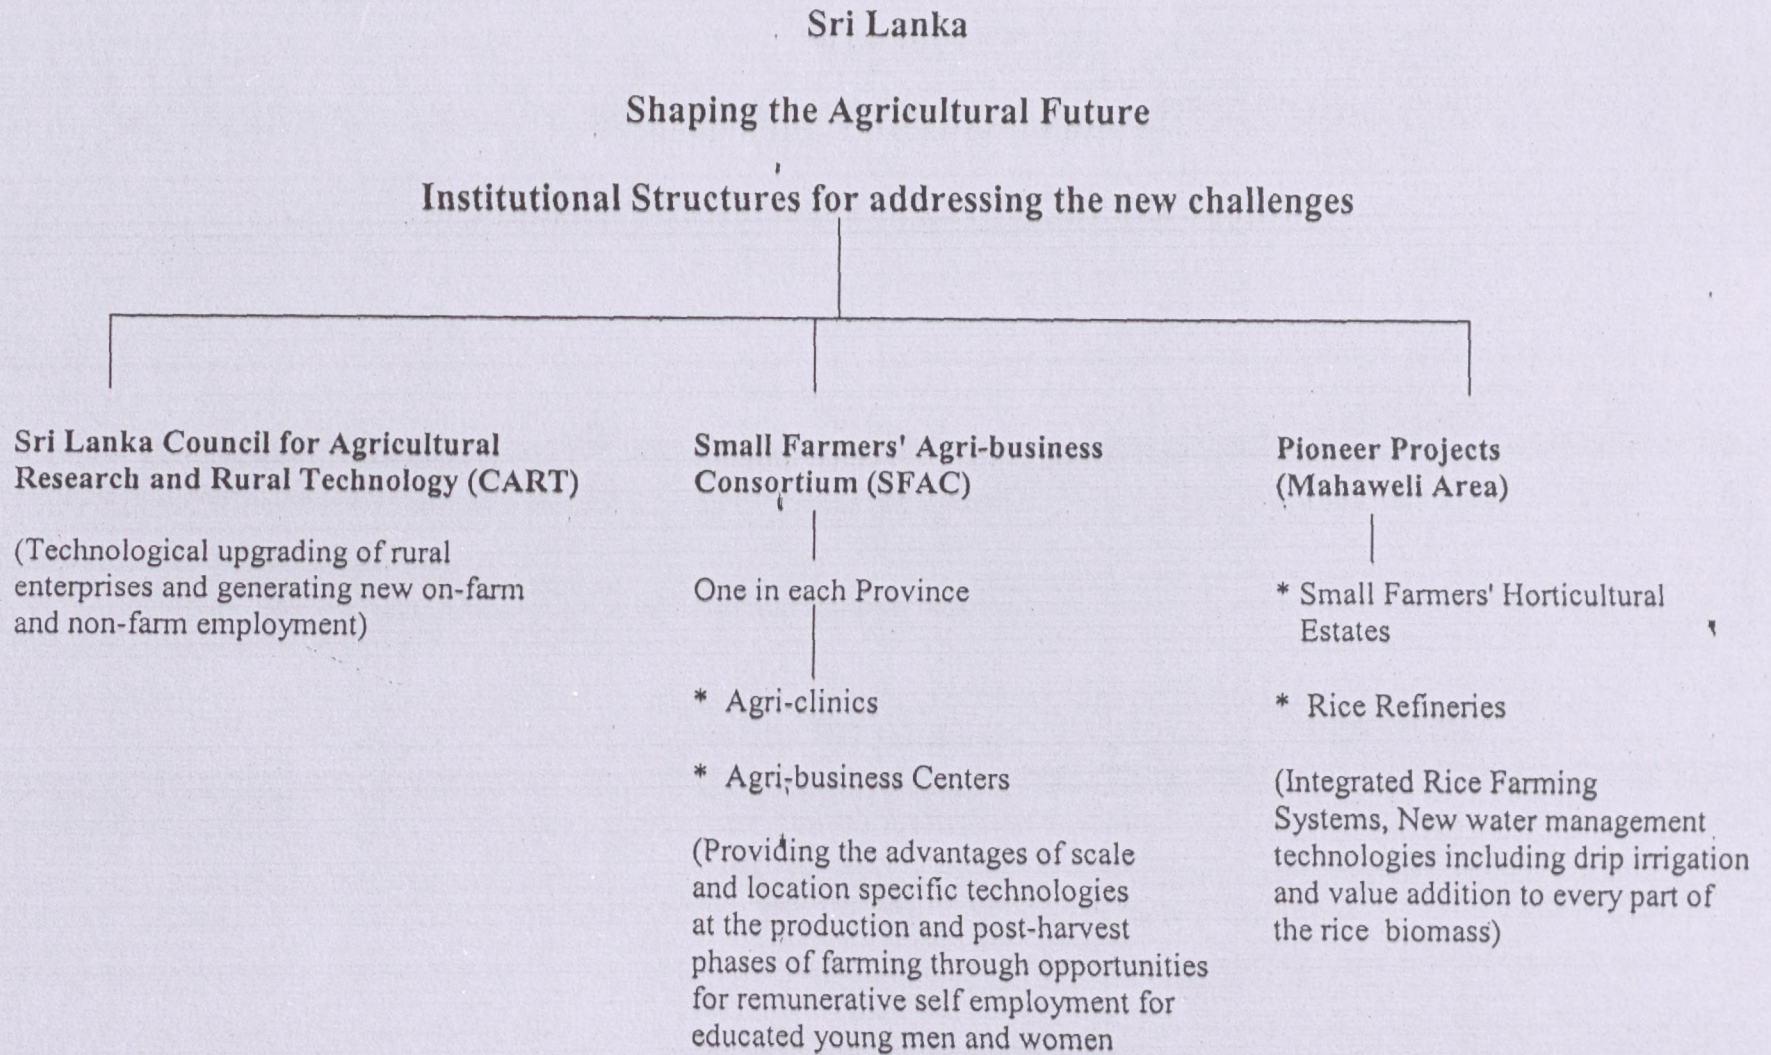 Sri Lanka
Shaping the Agricultural Future
Institutional Structures for addressing the new challenges
Sri Lanka Council for Agricultural
Research and Rural Technology (CART)
(Technological upgrading of rural
enterprises and generating new on-farm
and non-farm employment)
Small Farmers' Agri-business
Consortium (SFAC)
One in each Province
* Agri-clinics
* Agri-business Centers
(Providing the advantages of scale
and location specific technologies
at the production and post-harvest
phases of farming through opportunities
for remunerative self employment for
educated young men and women
Pioneer Projects
(Mahaweli Area)
* Small Farmers' Horticultural
Estates
* Rice Refineries
(Integrated Rice Farming
Systems, New water management
technologies including drip irrigation
and value addition to every part of
the rice biomass)